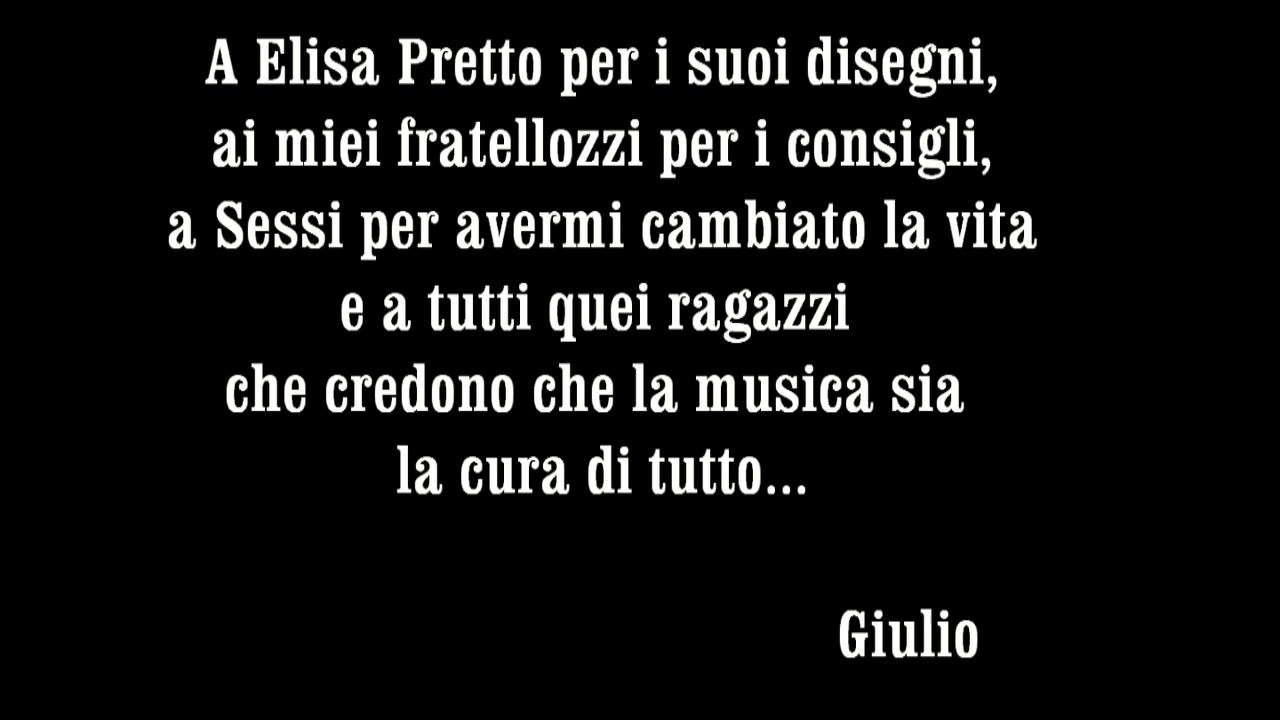 A Elisa Pretto per i suoi disegni,
ai miei fratellozzi per i consigli,
a Sessi per avermi cambiato la vita
e a tutti quei ragazzi
che credono che la musica sia
la cura di tutto...
Giulio